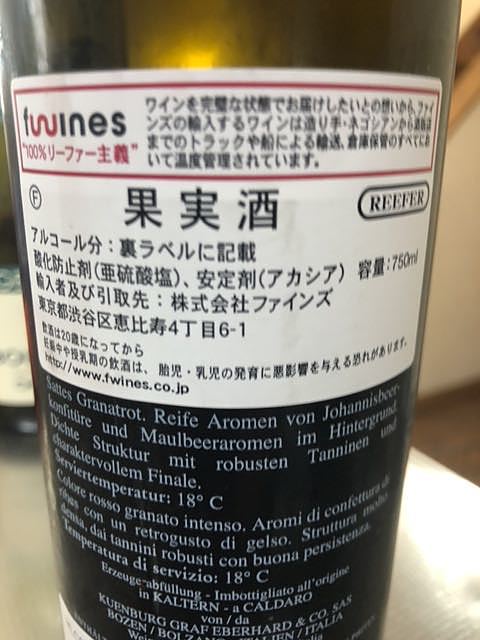 fwines
"100%リーファー主義"
ワインを完璧な状態でお届けしたいとの想いから、ファイ
ンズの輸入するワインは造り手・ネゴシアンから酒販店
までのトラックや船による輸送、倉庫保管のすべてにお
いて温度管理されています。
F
果実酒
REEFER
アルコール分：裏ラベルに記載
酸化防止剤（亜硫酸塩）、安定剤（アカシア） 容量：750ml
輸入者及び引取先：株式会社ファインズ
東京都渋谷区恵比寿4丁目6-1
飲酒は20歳になってから
妊娠中や授乳期の飲酒は、胎児・乳児の発育に悪影響を与える恐れがあります。
http://www.fwines.co.jp
Sattes Granatrot. Reife Aromen von Johannisbeer-
konfitüre und Maulbeeraromen im Hintergrund.
Dichte Struktur mit robusten Tanninen und
charaktervollem Finale.
Serviertemperatur: 18° C
Colore rosso granato intenso. Aromi di confettura di
ribes con un retrogusto di gelso. Struttura molto
densa, dai tannini robusti con buona persistenza.
Temperatura di servizio: 18° C
Erzeuge-abfüllung - Imbottigliato all'origine
in KALTERN - a CALDARO
von / da
KUENBURG GRAF EBERHARD & CO. SAS
BOZEN / BOLZANO - ITALIEN / ITALIA